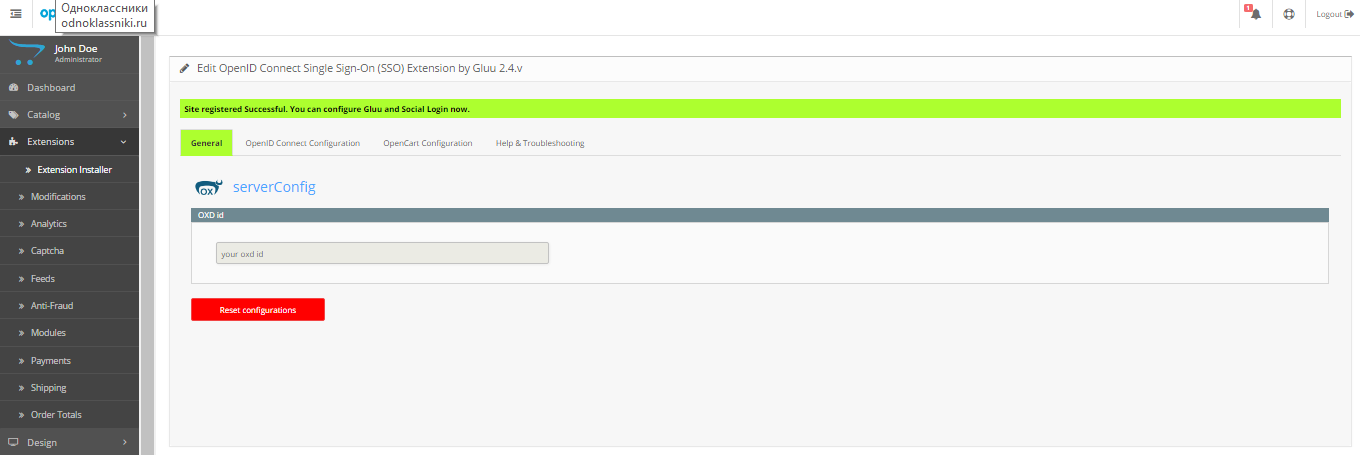 Одноклассники
odnoklassniki.ru
op
1
Logout
John Doe
Administrator
Dashboard
Catalog
Extensions
Extension Installer
Modifications
Analytics
Captcha
Feeds
Anti-Fraud
Modules
Payments
Shipping
Order Totals
Design
Edit OpenID Connect Single Sign-On (SSO) Extension by Gluu 2.4.v
Site registered Successful. You can configure Gluu and Social Login now.
General OpenID Connect Configuration OpenCart Configuration Help & Troubleshooting
OX serverConfig
OXD id
your oxd id
Reset configurations